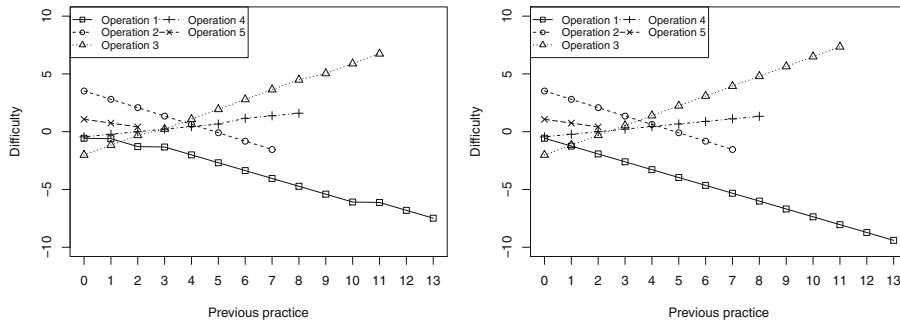 10
5
0
−5
−10
Difficulty
Operation 1
Operation 2
Operation 3
Operation 4
Operation 5
0 1 2 3 4 5 6 7 8 9 10 11 12 13
Previous practice
10
5
0
−5
−10
Difficulty
Operation 1
Operation 2
Operation 3
Operation 4
Operation 5
0 1 2 3 4 5 6 7 8 9 10 11 12 13
Previous practice